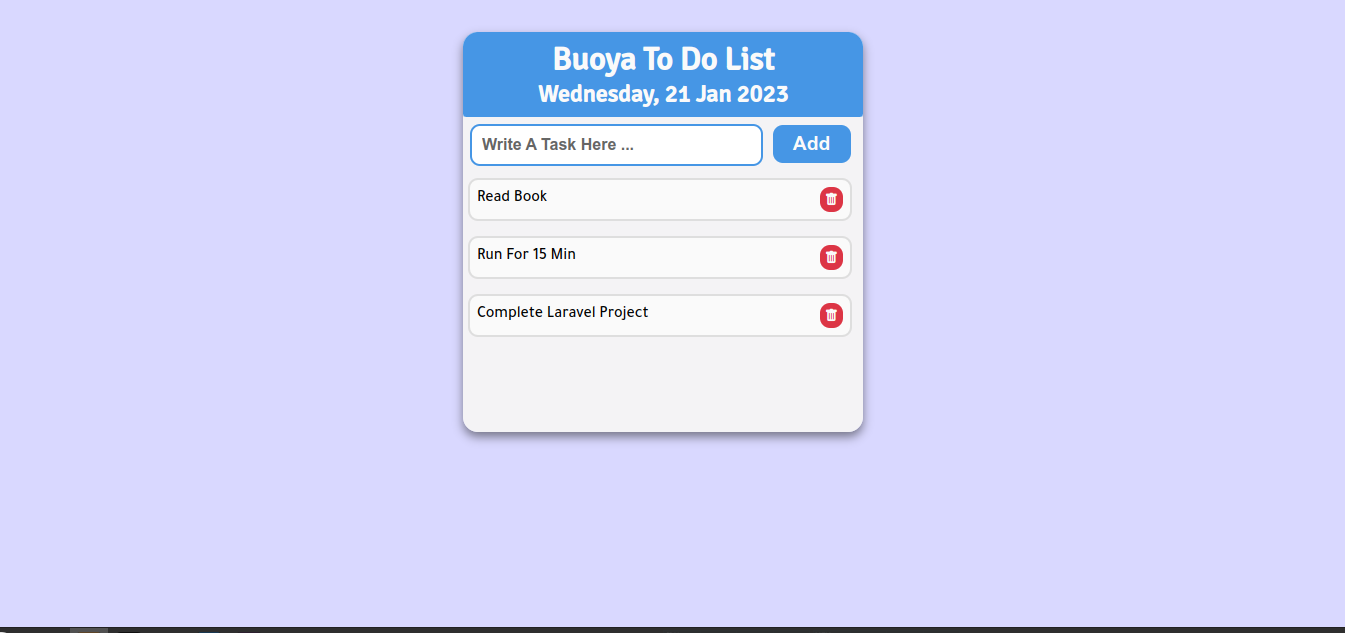 Buoya To Do List
Wednesday, 21 Jan 2023
Write A Task Here ...
Add
Read Book
Run For 15 Min
Complete Laravel Project